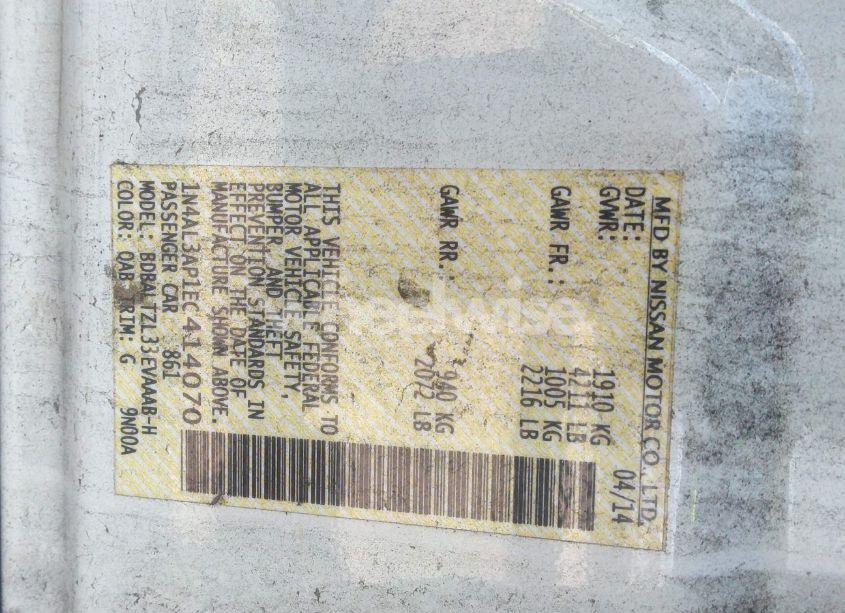 MFD BY NISSAN MOTOR CO., LTD.
DATE: 04/14
GVWR: 1910 KG
4211 LB
GAWR FR.: 1005 KG
2216 LB
GAWR RR.: 940 KG
2072 LB
THIS VEHICLE CONFORMS TO
ALL APPLICABLE FEDERAL
MOTOR VEHICLE SAFETY,
BUMPER, AND THEFT
PREVENTION STANDARDS IN
EFFECT ON THE DATE OF
MANUFACTURE SHOWN ABOVE.
1N4AL3AP1EC414070
PASSENGER CAR 861
MODEL: BDBALTZL33EVAAAB-H
COLOR: QAB TRIM: G 9N00A